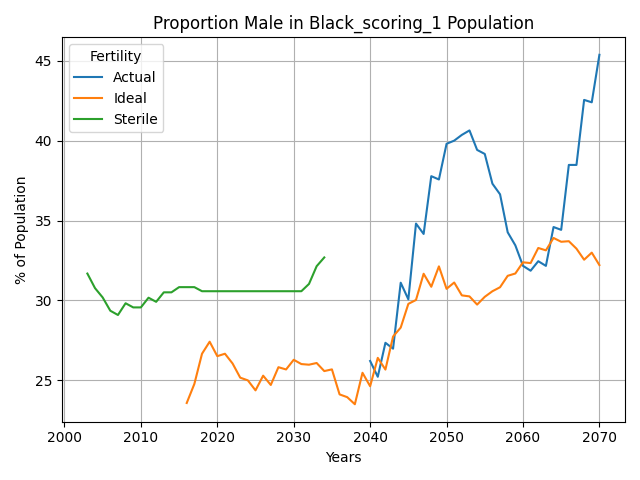 Proportion Male in Black_scoring_1 Population
Fertility
Actual
Ideal
Sterile
% of Population
45
40
35
30
25
2000 2010 2020 2030 2040 2050 2060 2070
Years